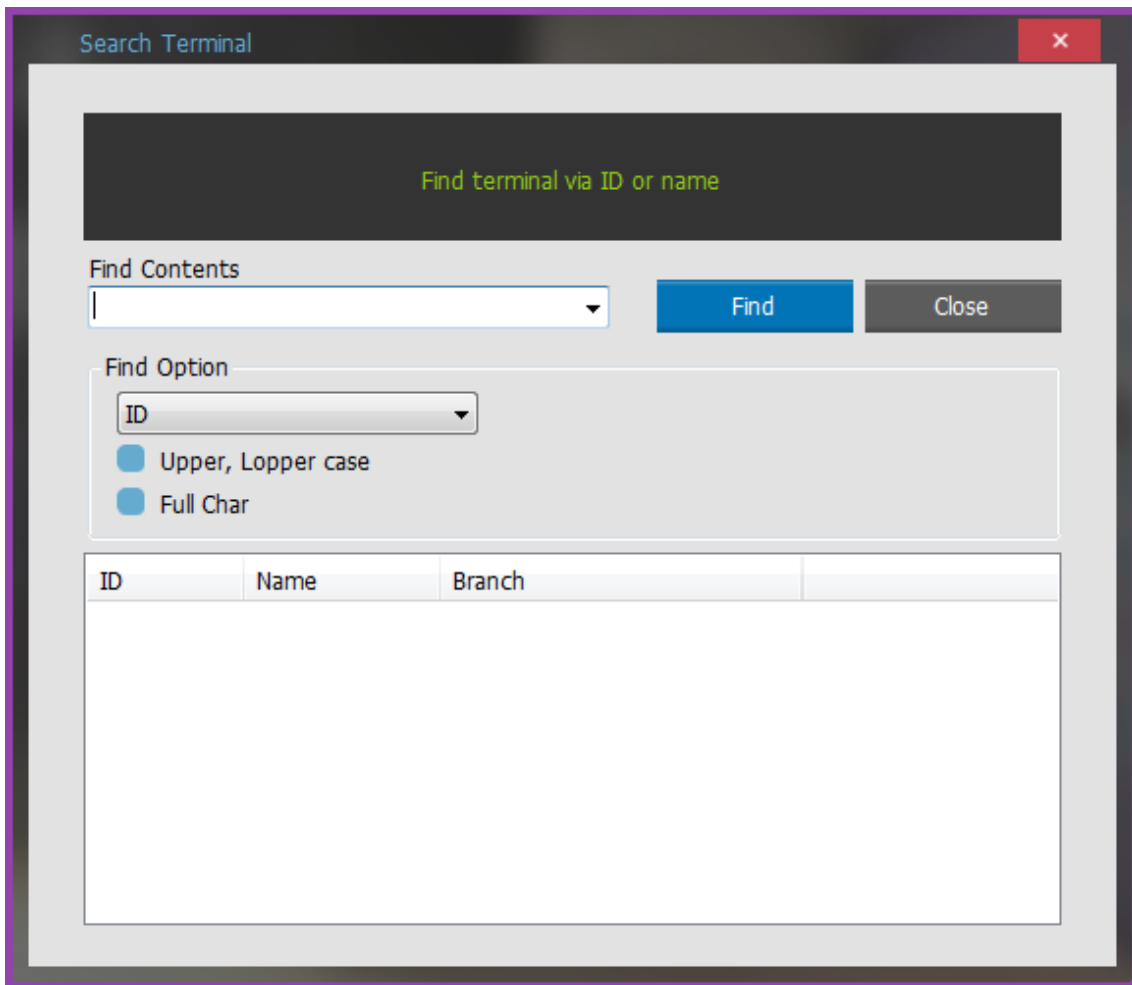 Search Terminal
Find terminal via ID or name
Find Contents
Find Close
Find Option
ID
Upper, Lopper case
Full Char
ID Name Branch